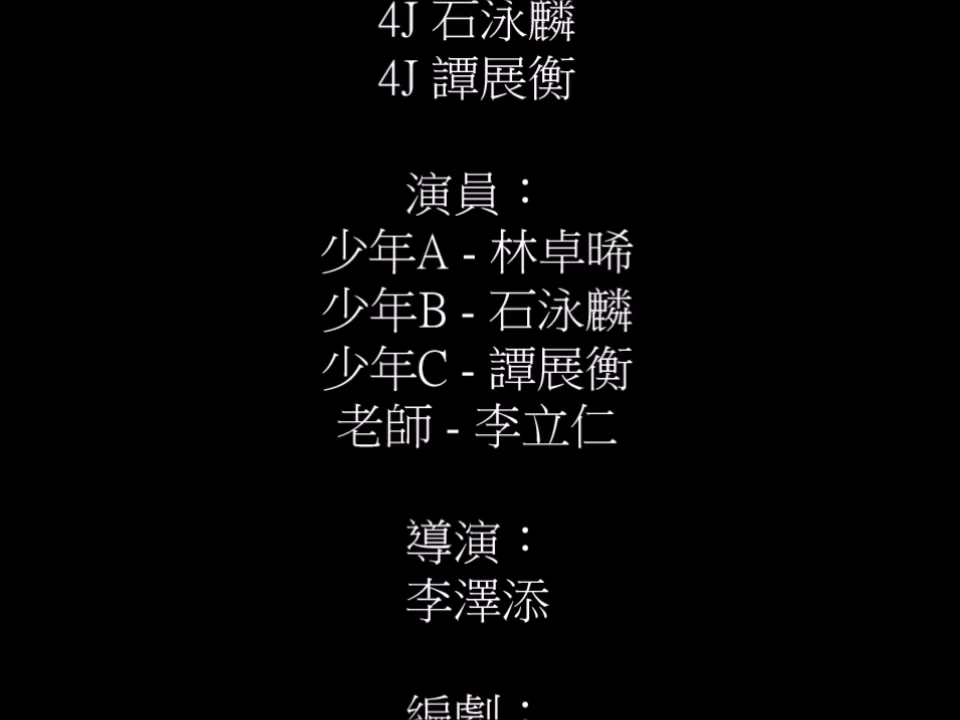 4J 石泳麟
4J 譚展衡
演員：
少年A - 林卓晞
少年B - 石泳麟
少年C - 譚展衡
老師 - 李立仁
導演：
李澤添
編劇：